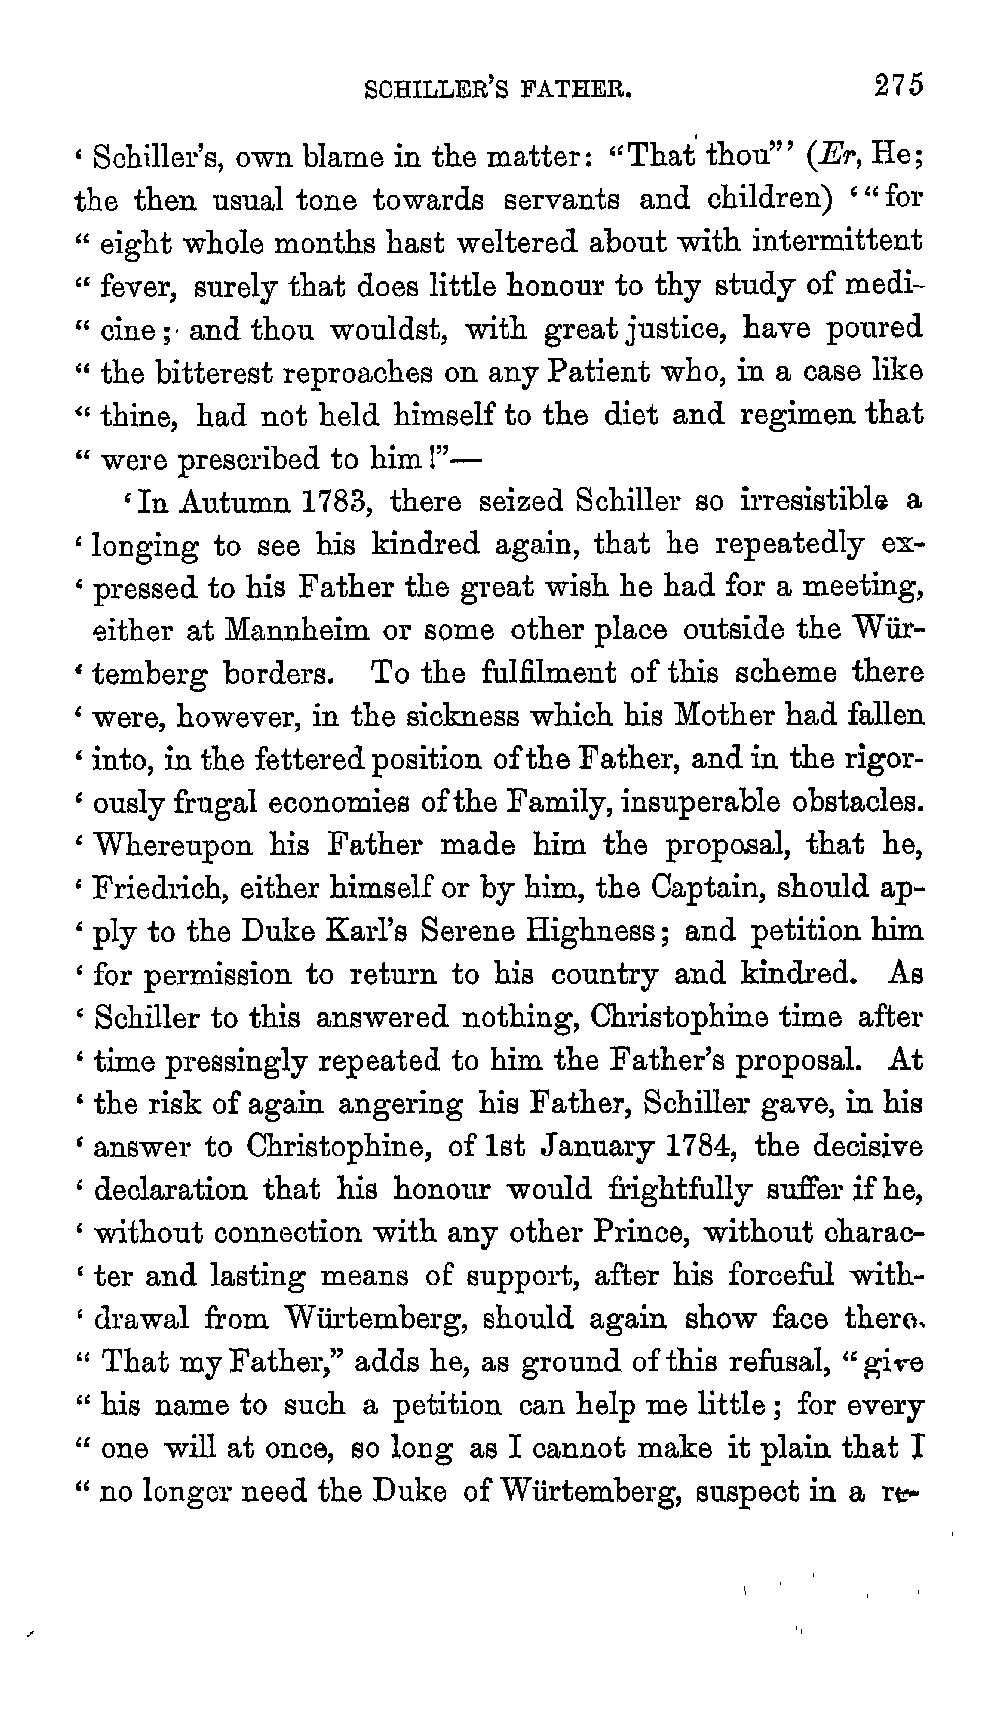 SCHILLER'S FATHER. 275
‘ Schiller's, own blame in the matter: “That thou”’ (Er, He;
the then usual tone towards servants and children) ‘“for
“ eight whole months hast weltered about with intermittent
“ fever, surely that does little honour to thy study of medi-
“ cine; and thou wouldst, with great justice, have poured
“ the bitterest reproaches on any Patient who, in a case like
“ thine, had not held himself to the diet and regimen that
“ were prescribed to him!”—
‘In Autumn 1783, there seized Schiller so irresistible a
‘ longing to see his kindred again, that he repeatedly ex-
‘ pressed to his Father the great wish he had for a meeting,
either at Mannheim or some other place outside the Wür-
‘ temberg borders. To the fulfilment of this scheme there
‘ were, however, in the sickness which his Mother had fallen
‘ into, in the fettered position of the Father, and in the rigor-
‘ ously frugal economies of the Family, insuperable obstacles.
‘ Whereupon his Father made him the proposal, that he,
‘ Friedrich, either himself or by him, the Captain, should ap-
‘ ply to the Duke Karl's Serene Highness; and petition him
‘ for permission to return to his country and kindred. As
‘ Schiller to this answered nothing, Christophine time after
‘ time pressingly repeated to him the Father's proposal. At
‘ the risk of again angering his Father, Schiller gave, in his
‘ answer to Christophine, of 1st January 1784, the decisive
‘ declaration that his honour would frightfully suffer if he,
‘ without connection with any other Prince, without charac-
‘ ter and lasting means of support, after his forceful with-
‘ drawal from Würtemberg, should again show face there.
“ That my Father,” adds he, as ground of this refusal, “give
“ his name to such a petition can help me little; for every
“ one will at once, so long as I cannot make it plain that I
“ no longer need the Duke of Würtemberg, suspect in a re-